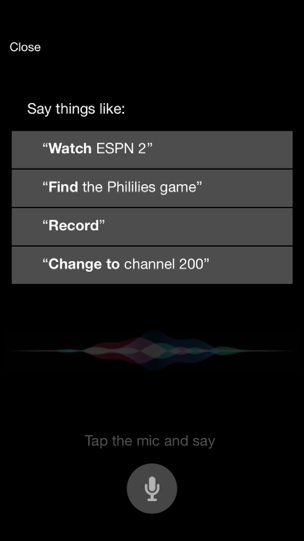 Close
Say things like:
“Watch ESPN 2”
“Find the Phililies game”
“Record”
“Change to channel 200”
Tap the mic and say